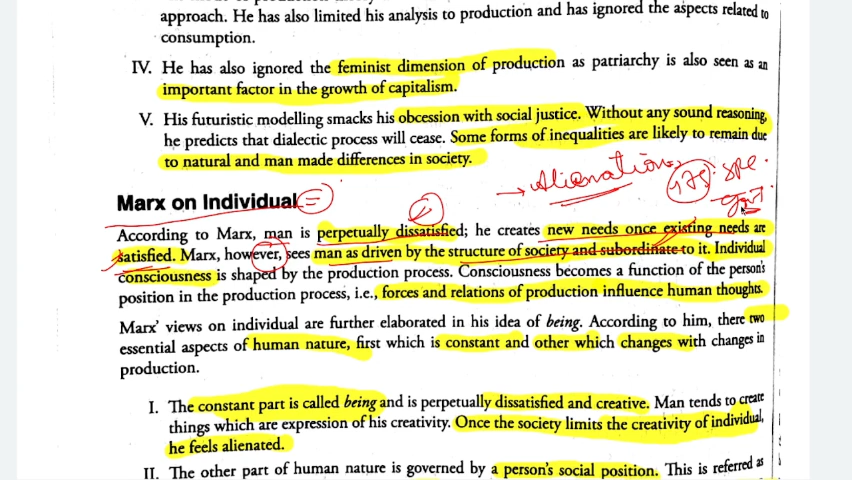 approach. He has also limited his analysis to production and has ignored the aspects related to
consumption.
IV. He has also ignored the feminist dimension of production as patriarchy is also seen as an
important factor in the growth of capitalism.
V. His futuristic modelling smacks his obcession with social justice. Without any sound reasoning,
he predicts that dialectic process will cease. Some forms of inequalities are likely to remain due
to natural and man made differences in society.
→ Alienation
Marx on Individual =
According to Marx, man is perpetually dissatisfied; he creates new needs once existing needs are
satisfied. Marx, however, sees man as driven by the structure of society and subordinate to it. Individual
consciousness is shaped by the production process. Consciousness becomes a function of the person's
position in the production process, i.e., forces and relations of production influence human thoughts.
Marx' views on individual are further elaborated in his idea of being. According to him, there two
essential aspects of human nature, first which is constant and other which changes with changes in
production.
I. The constant part is called being and is perpetually dissatisfied and creative. Man tends to create
things which are expression of his creativity. Once the society limits the creativity of individual,
he feels alienated.
II. The other part of human nature is governed by a person's social position. This is referred as